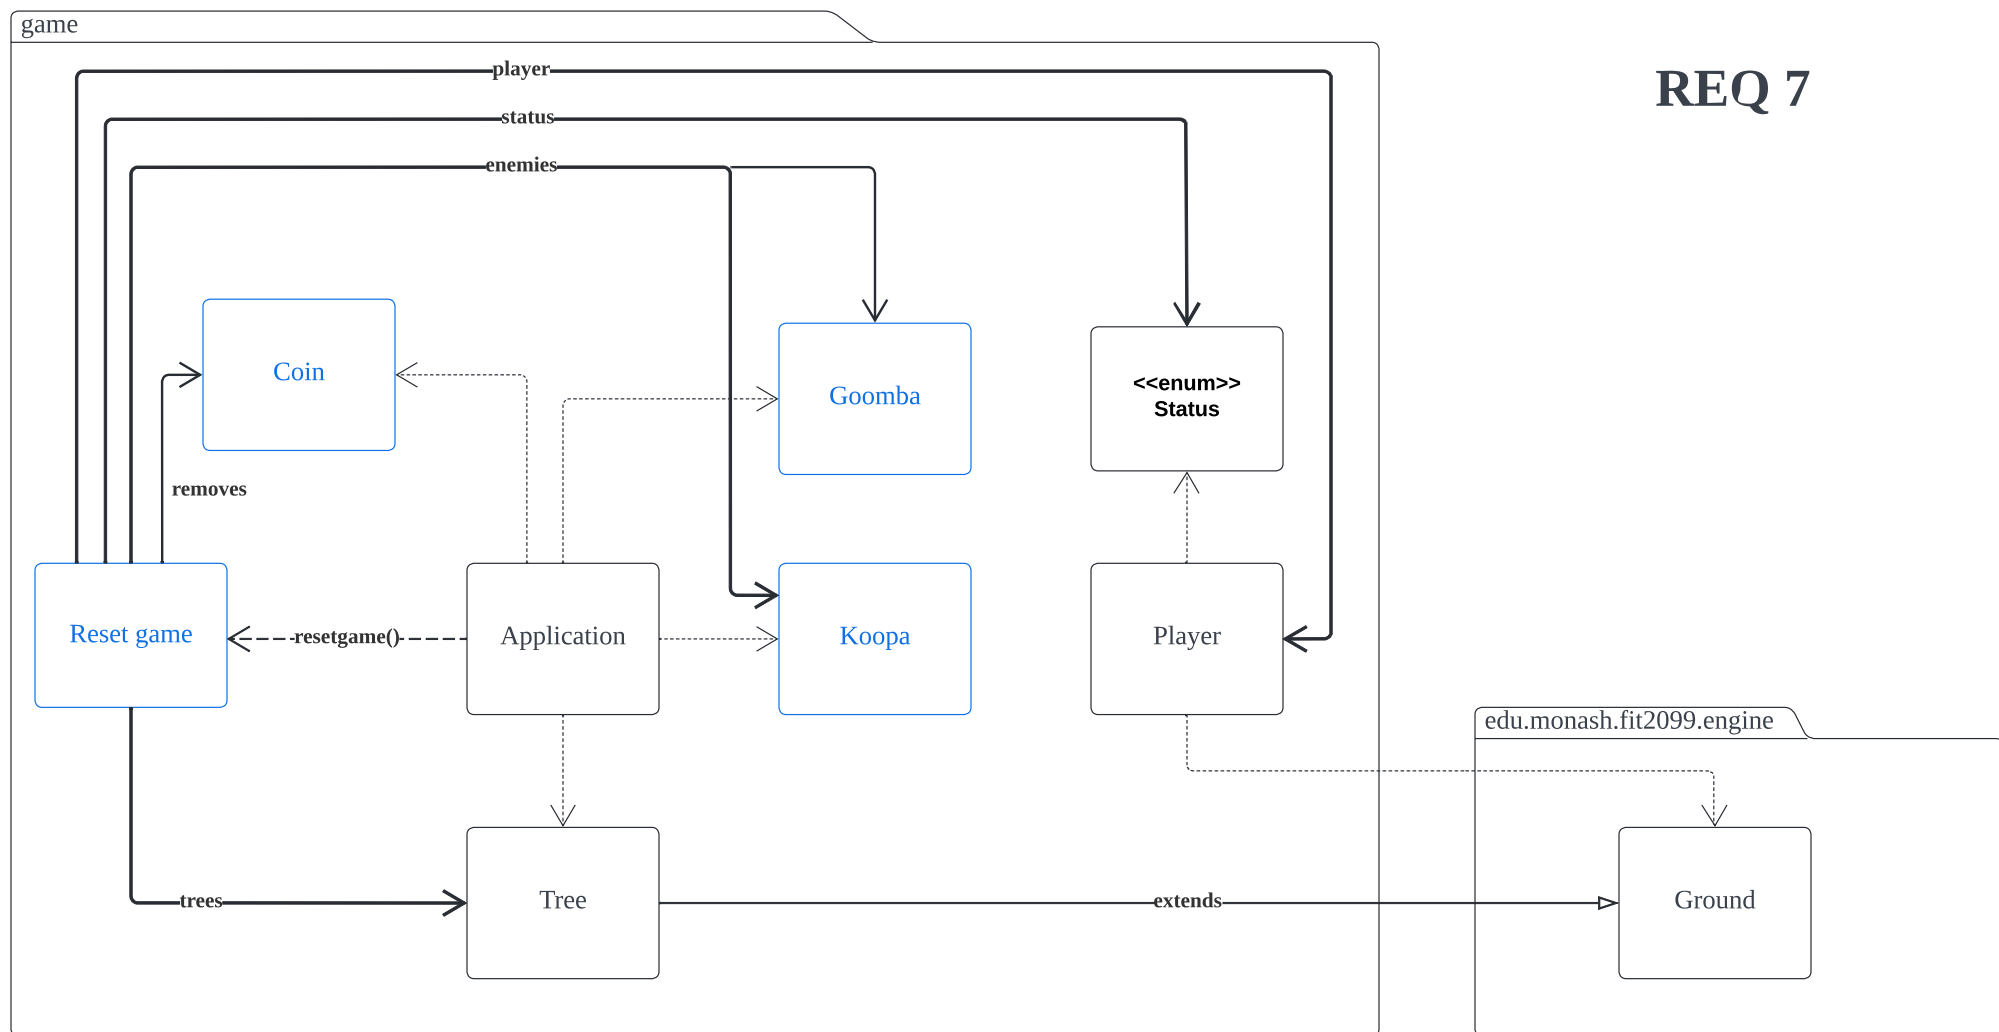 game
player
REQ 7
status
enemies
Coin
Goomba
<<enum>>
Status
removes
Reset game
resetgame()
Application
Koopa
Player
edu.monash.fit2099.engine
trees
Tree
extends
Ground